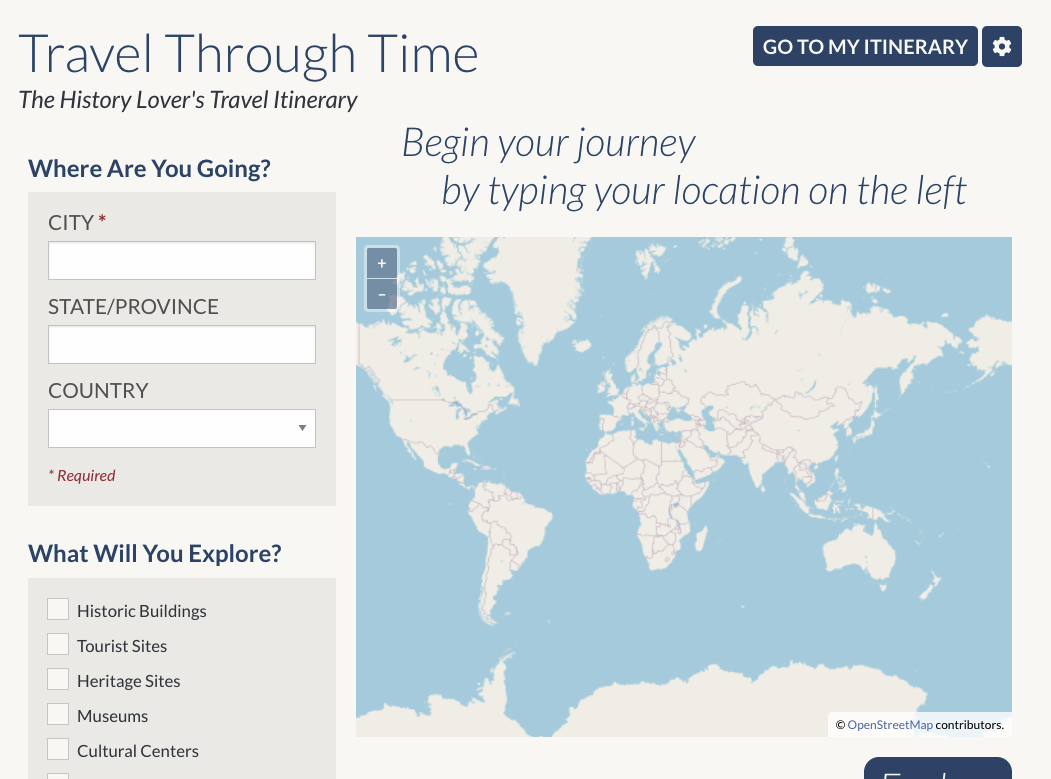 Travel Through Time
GO TO MY ITINERARY
The History Lover's Travel Itinerary
Begin your journey
by typing your location on the left
Where Are You Going?
CITY *
STATE/PROVINCE
COUNTRY
* Required
What Will You Explore?
Historic Buildings
Tourist Sites
Heritage Sites
Museums
Cultural Centers
+
−
© OpenStreetMap contributors.